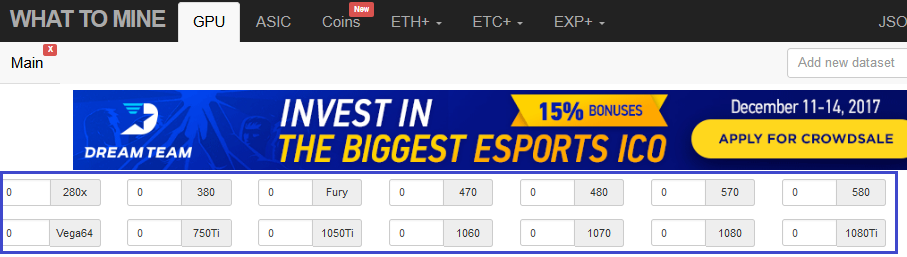 WHAT TO MINE GPU ASIC Coins New ETH+ ETC+ EXP+ JSO
Main x Add new dataset
DREAM TEAM
INVEST IN
THE BIGGEST ESPORTS ICO
15% BONUSES
December 11-14, 2017
APPLY FOR CROWDSALE
0 280x 0 380 0 Fury 0 470 0 480 0 570 0 580
0 Vega64 0 750Ti 0 1050Ti 0 1060 0 1070 0 1080 0 1080Ti